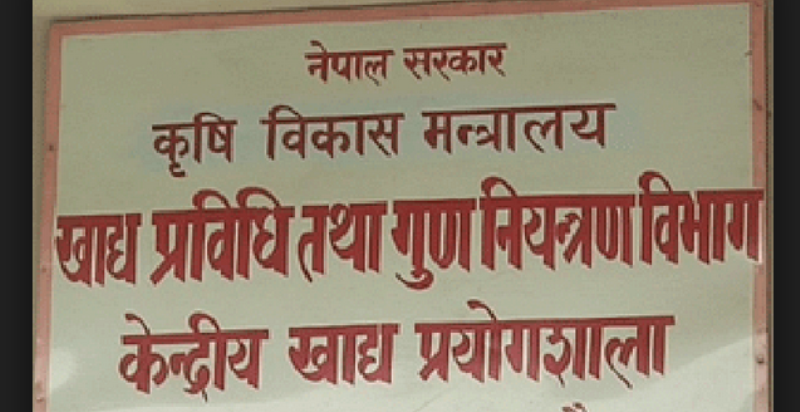 नेपाल सरकार
कृषि विकास मन्त्रालय
खाद्य प्रविधि तथा गुण नियन्त्रण विभाग
केन्द्रीय खाद्य प्रयोगशाला